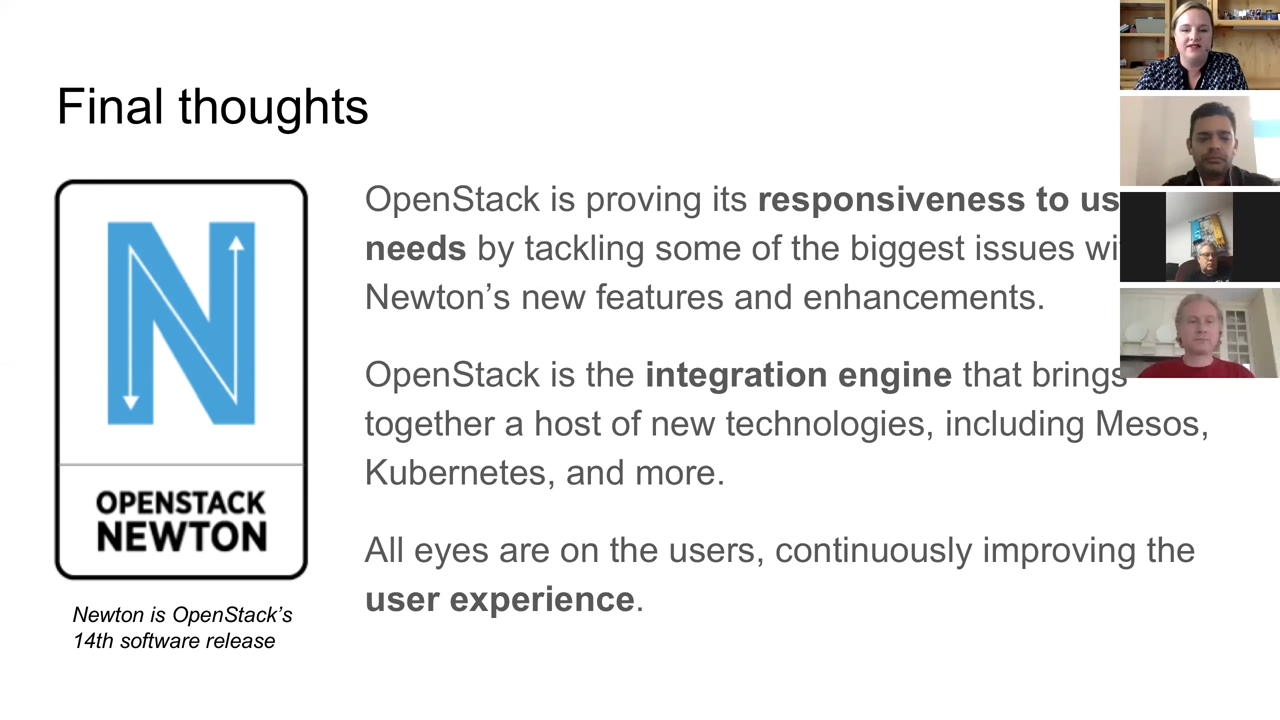 Final thoughts
OpenStack is proving its responsiveness to us
needs by tackling some of the biggest issues wi
Newton’s new features and enhancements.
OpenStack is the integration engine that brings
together a host of new technologies, including Mesos,
Kubernetes, and more.
All eyes are on the users, continuously improving the
user experience.
N
OPENSTACK
NEWTON
Newton is OpenStack’s
14th software release